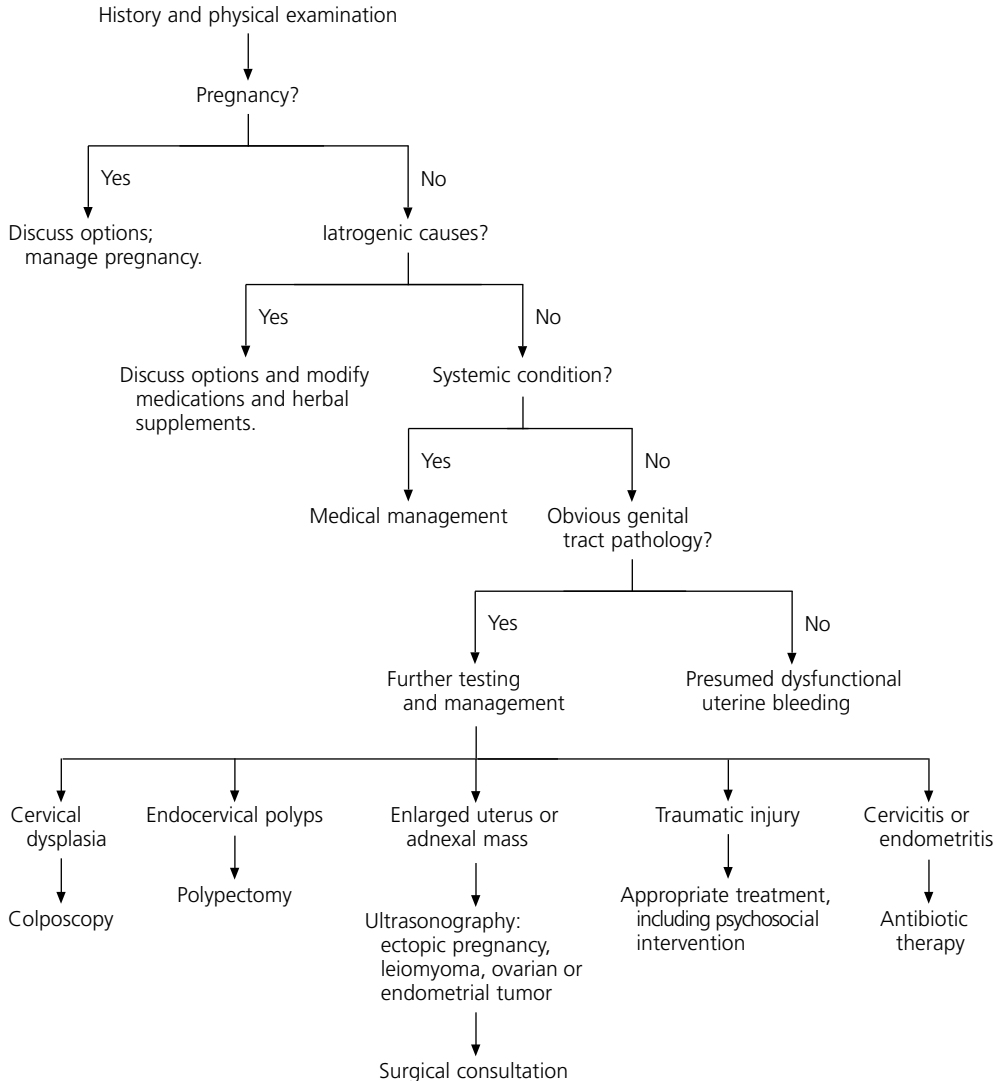 History and physical examination
Pregnancy?
Yes
No
Discuss options;
manage pregnancy.
Iatrogenic causes?
Yes
No
Discuss options and modify
medications and herbal
supplements.
Systemic condition?
Yes
No
Medical management
Obvious genital
tract pathology?
Yes
No
Further testing
and management
Presumed dysfunctional
uterine bleeding
Cervical
dysplasia
Colposcopy
Endocervical polyps
Polypectomy
Enlarged uterus or
adnexal mass
Ultrasonography:
ectopic pregnancy,
leiomyoma, ovarian or
endometrial tumor
Surgical consultation
Traumatic injury
Appropriate treatment,
including psychosocial
intervention
Cervicitis or
endometritis
Antibiotic
therapy